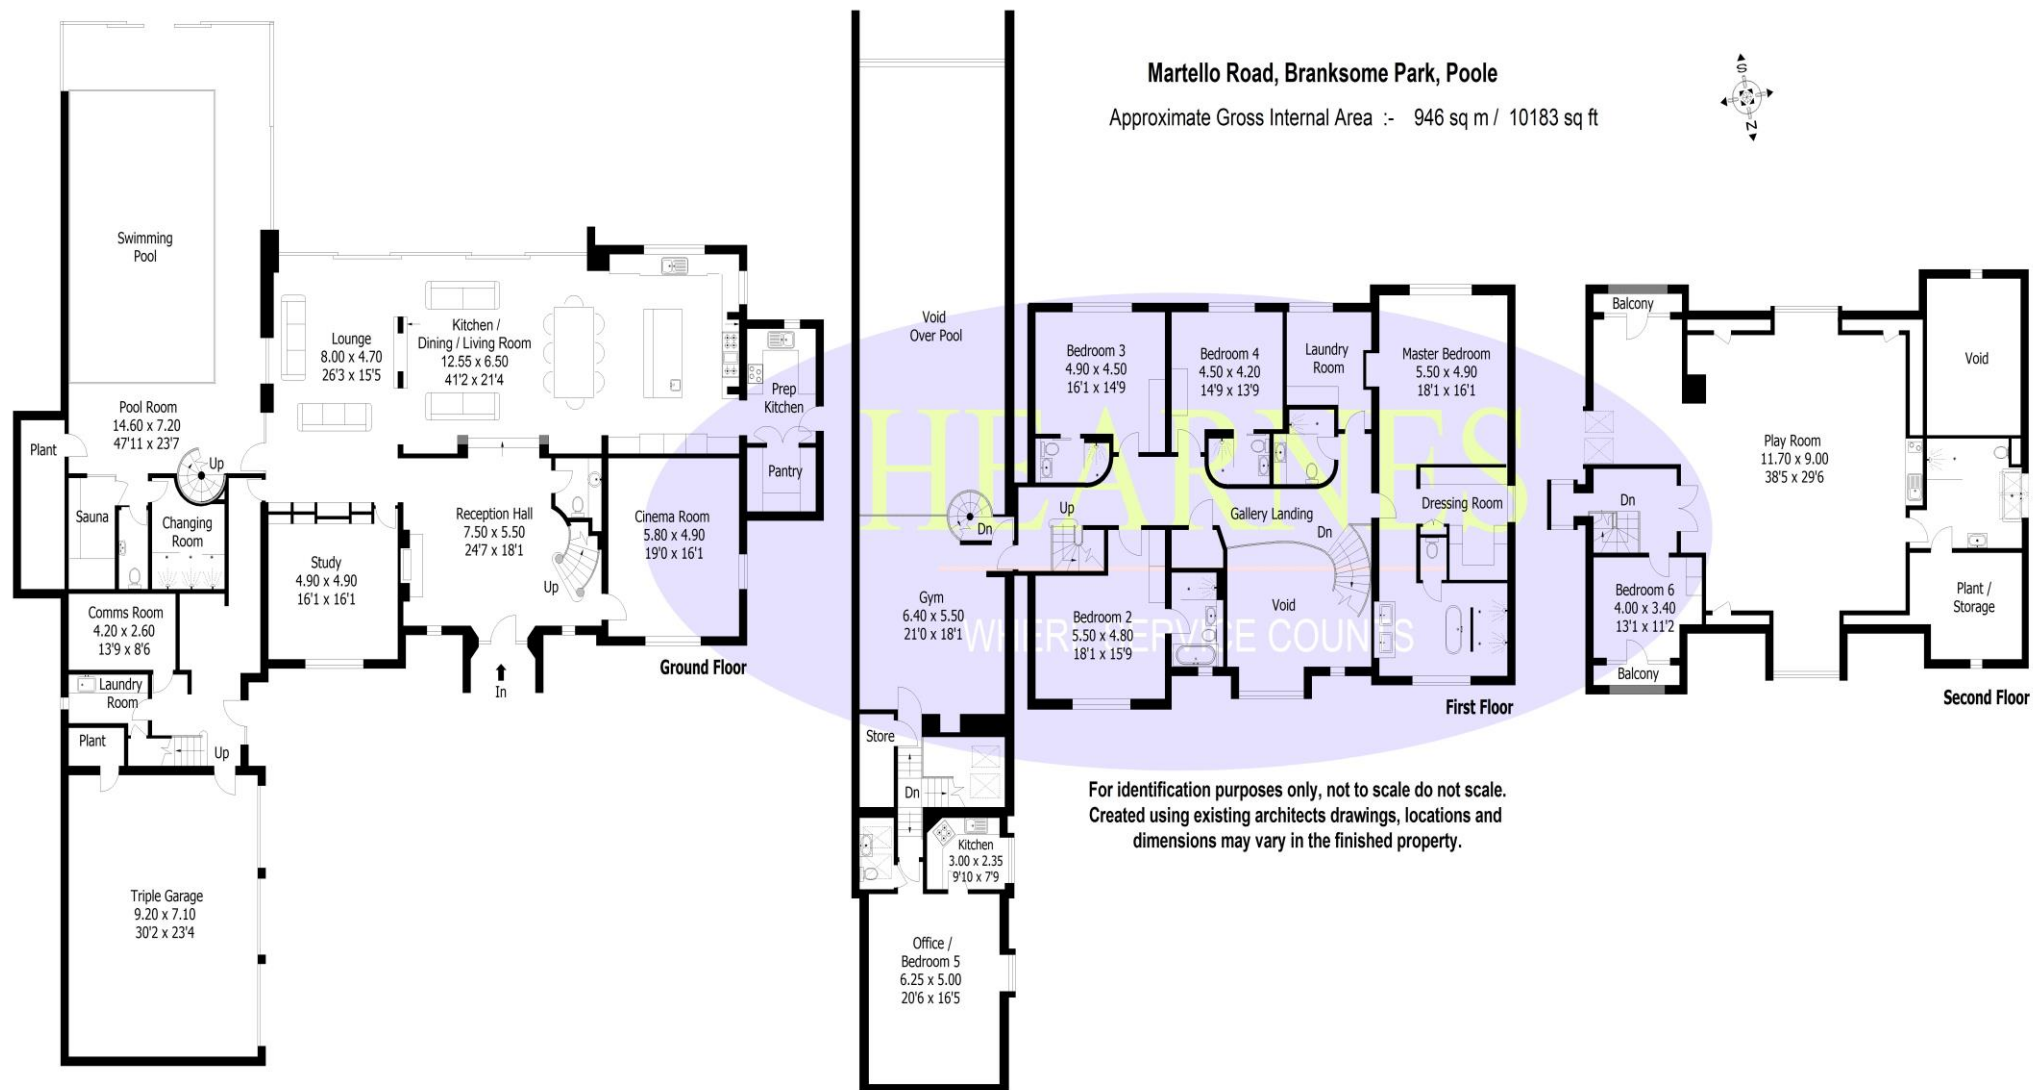 Martello Road, Branksome Park, Poole
Approximate Gross Internal Area :- 946 sq m / 10183 sq ft
S
N
Swimming
Pool
Pool Room
14.60 x 7.20
47'11 x 23'7
Plant
Up
Sauna
Changing
Room
Lounge
8.00 x 4.70
26'3 x 15'5
Kitchen /
Dining / Living Room
12.55 x 6.50
41'2 x 21'4
Prep
Kitchen
Pantry
Study
4.90 x 4.90
16'1 x 16'1
Reception Hall
7.50 x 5.50
24'7 x 18'1
Up
Cinema Room
5.80 x 4.90
19'0 x 16'1
Comms Room
4.20 x 2.60
13'9 x 8'6
Laundry
Room
Plant
Up
In
Ground Floor
Triple Garage
9.20 x 7.10
30'2 x 23'4
Void
Over Pool
Bedroom 3
4.90 x 4.50
16'1 x 14'9
Bedroom 4
4.50 x 4.20
14'9 x 13'9
Laundry
Room
Master Bedroom
5.50 x 4.90
18'1 x 16'1
HEARNES
Dn
Up
Gallery Landing
Dn
Dressing Room
Gym
6.40 x 5.50
21'0 x 18'1
Bedroom 2
5.50 x 4.80
18'1 x 15'9
Void
WHERE SERVICE COUNTS
First Floor
Store
Dn
Kitchen
3.00 x 2.35
9'10 x 7'9
Office /
Bedroom 5
6.25 x 5.00
20'6 x 16'5
Balcony
Void
Play Room
11.70 x 9.00
38'5 x 29'6
Dn
Bedroom 6
4.00 x 3.40
13'1 x 11'2
Plant /
Storage
Balcony
Second Floor
For identification purposes only, not to scale do not scale.
Created using existing architects drawings, locations and
dimensions may vary in the finished property.